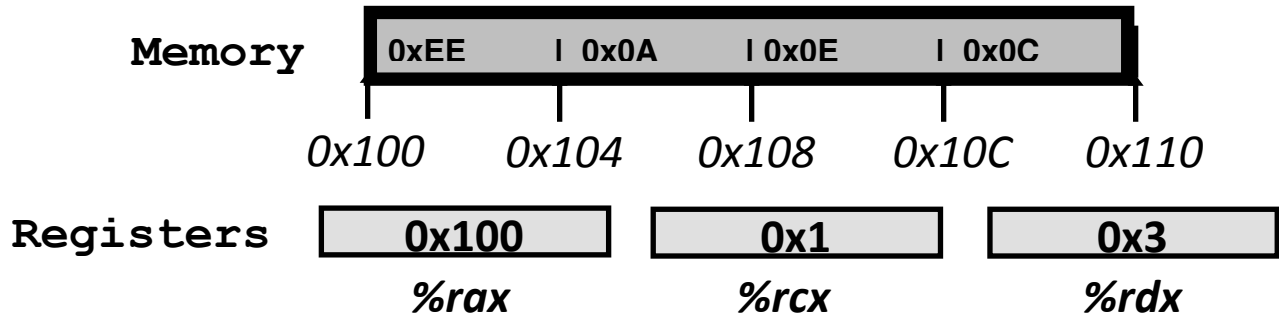 Memory 0xEE | 0x0A | 0x0E | 0x0C
0x100 0x104 0x108 0x10C 0x110
Registers 0x100 0x1 0x3
%rax %rcx %rdx